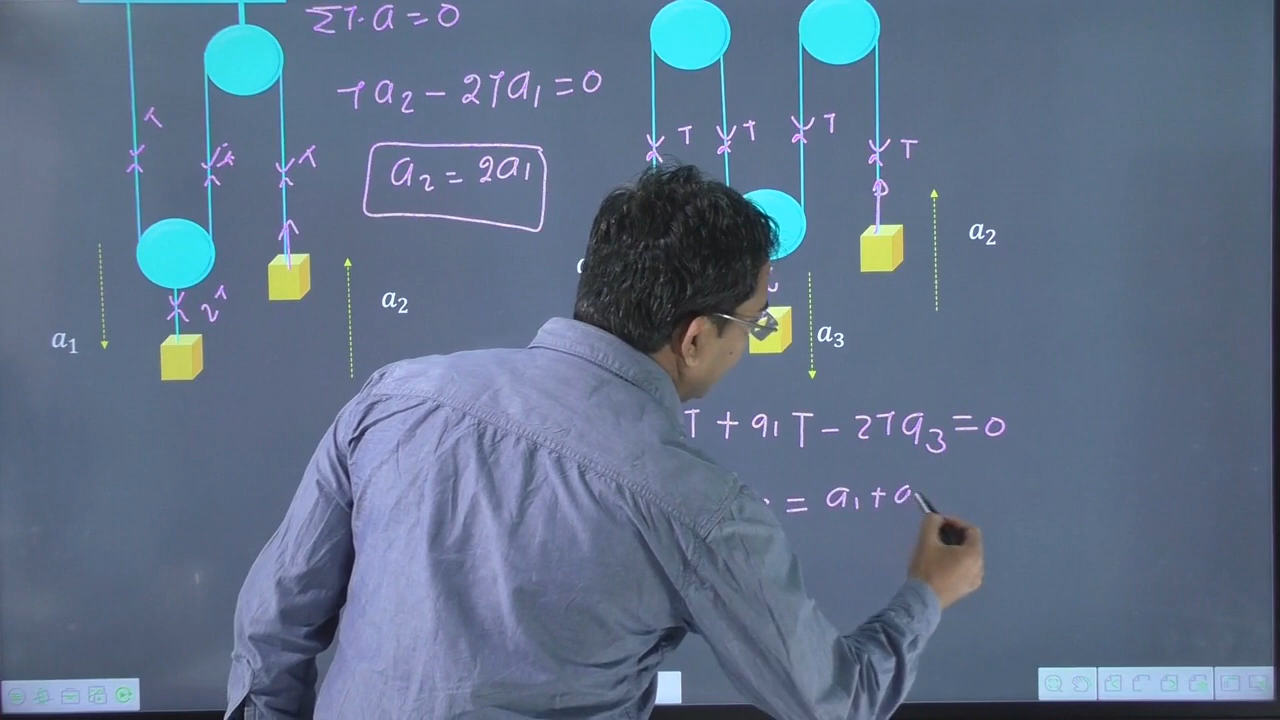 ΣT·a = 0
Ta₂ − 2Ta₁ = 0
a₂ = 2a₁
T
T
T
2T
a₁
a₂
T
T
T
T
a₂
a₃
T + a₁T − 2Ta₃ = 0
= a₁ + a